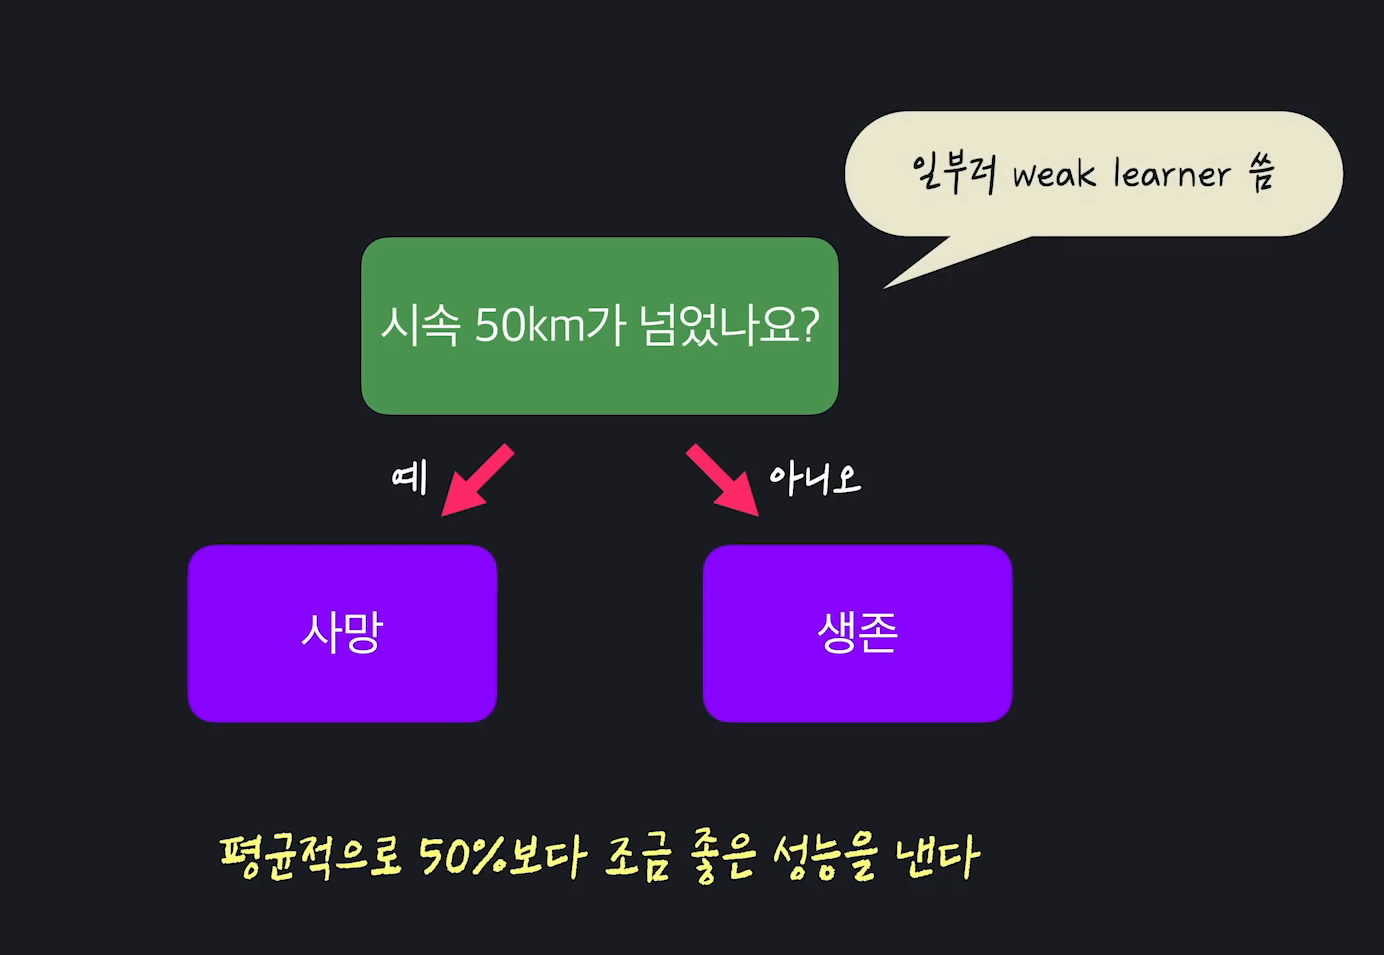 일부러 weak learner 씀
시속 50km가 넘었나요?
예
아니오
사망
생존
평균적으로 50%보다 조금 좋은 성능을 낸다